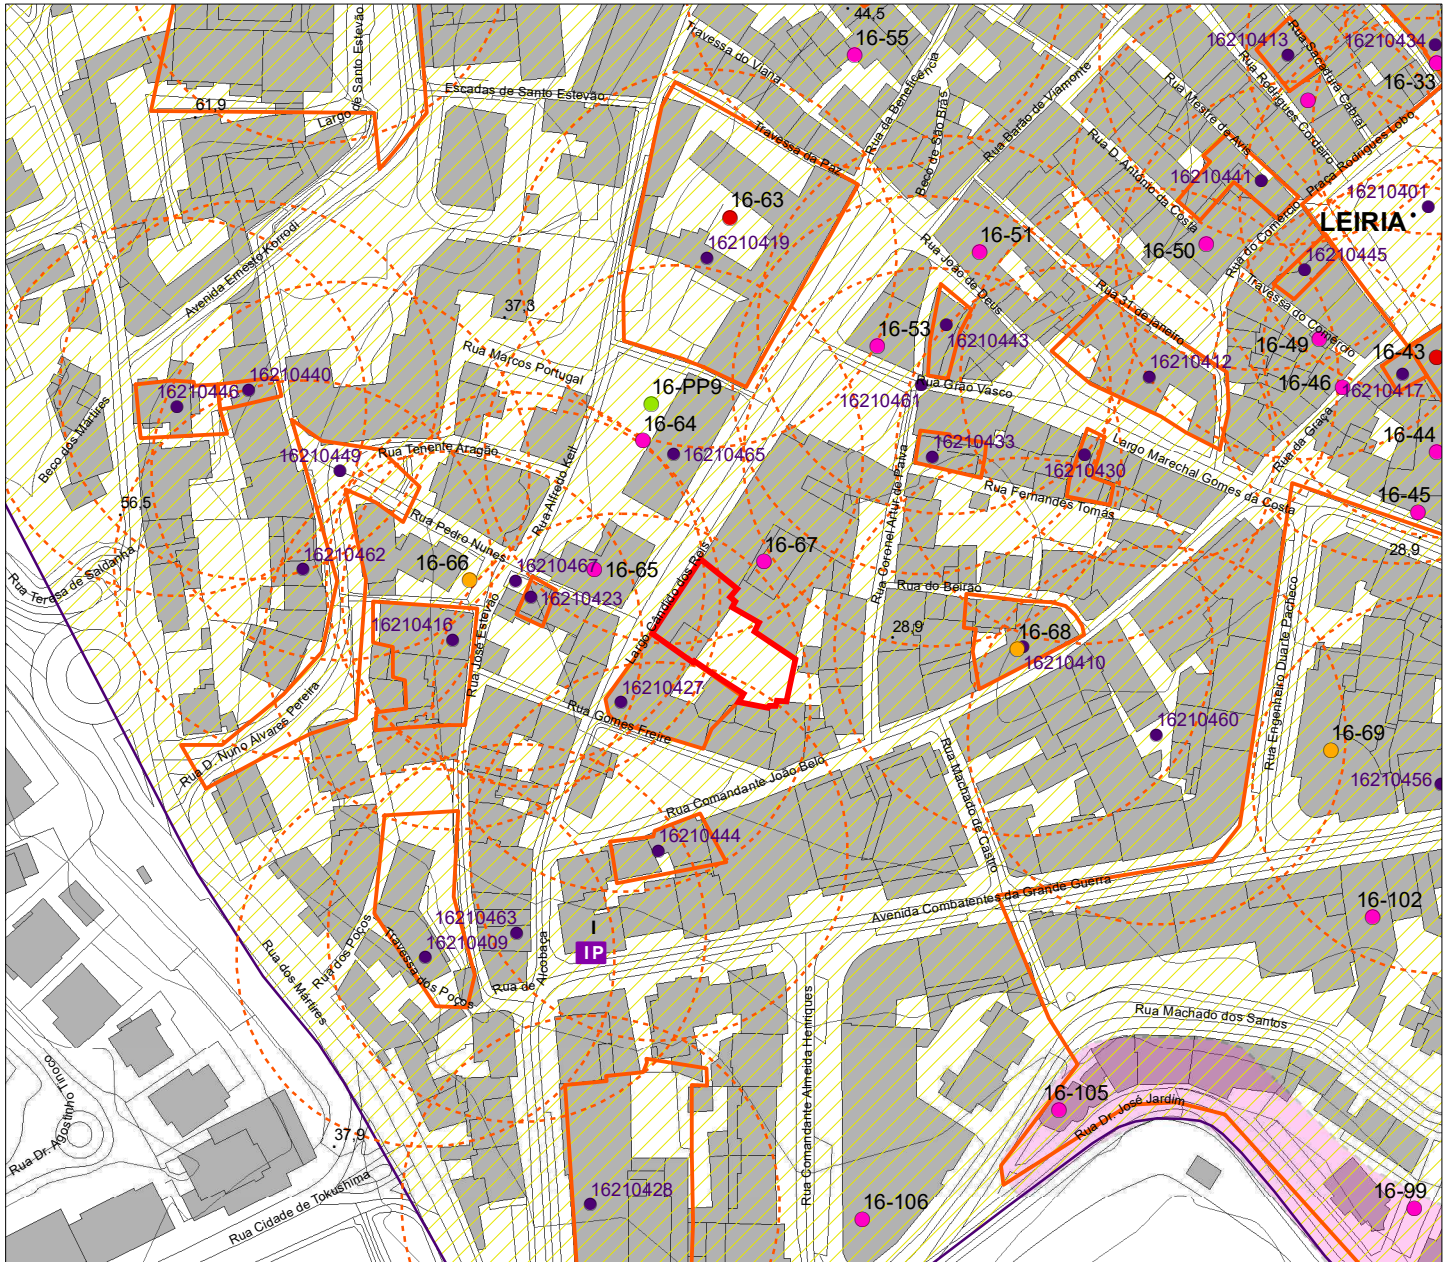 44,5
16-55
Travessa do Viana
16210413
Rua Sacadura Cabral
16210434
16-33
Largo de Santo Estevão
61,9
Escadas de Santo Estevão
Rua da Beneficência
Beco de São Brás
Rua Barão de Viamonte
Rua Mestre de Avis
Rua Rodrigues Cordeiro
Praça Rodrigues Lobo
Travessa da Paz
Rua D. António da Costa
16210441
16210401
LEIRIA
16-63
16210419
16-51
16-50
Rua do Comércio
16210445
Avenida Ernesto Korrodi
Rua João de Deus
Rua 31 de janeiro
Travessa do Comércio
37,3
16-53
16210443
16210412
16-49
16-43
Rua Marcos Portugal
16-PP9
16210461
Rua Grão Vasco
16-46
16210417
16210446
16210440
16-64
16210465
16210433
16210430
Largo Marechal Gomes da Costa
Rua da Graça
16-44
Beco dos Mártires
16210449
Rua Tenente Aragão
Rua Alfredo Keil
Rua Coronel Artur de Paiva
Rua Fernandes Tomás
16-45
56,5
Rua Pedro Nunes
28,9
Rua Teresa de Saldanha
16210462
16-66
16210467
16-65
16-67
Rua do Beirão
16210423
Largo Cândido dos Reis
16210416
Rua José Estevão
28,9
16-68
16210410
Rua Engenheiro Duarte Pacheco
Rua D. Nuno Álvares Pereira
16210427
Rua Gomes Freire
16210460
16-69
16210456
Rua Comandante João Belo
Rua Machado de Castro
16210444
Avenida Combatentes da Grande Guerra
16-102
16210463
16210409
Rua dos Poços
Travessa dos Poços
Rua de Alcobaça
I
IP
Rua dos Mártires
Rua Comandante Almeida Henriques
Rua Machado dos Santos
16-105
Rua Dr. José Jardim
Rua Dr. Agostinho Tinoco
37,9
Rua Cidade de Tokushima
16210428
16-106
16-99